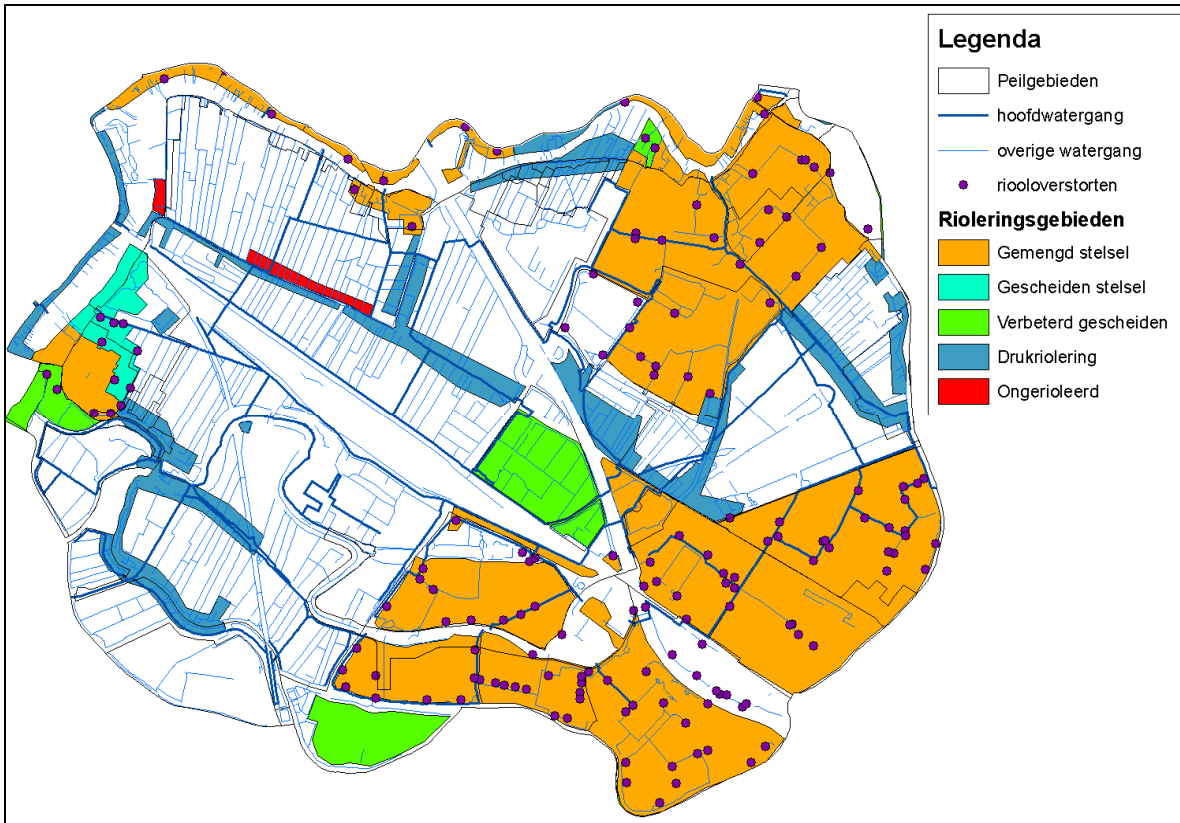 Legenda
Peilgebieden
hoofdwatergang
overige watergang
riooloverstorten
Rioleringsgebieden
Gemengd stelsel
Gescheiden stelsel
Verbeterd gescheiden
Drukriolering
Ongerioleerd